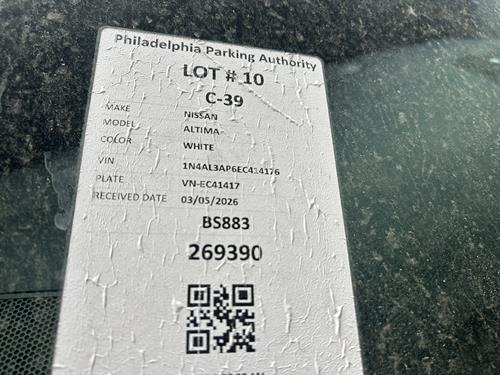 Philadelphia Parking Authority
LOT # 10
C-39
MAKE NISSAN
MODEL ALTIMA
COLOR WHITE
VIN 1N4AL3AP6EC414176
PLATE VN-EC41417
RECEIVED DATE 03/05/2026
BS883
269390